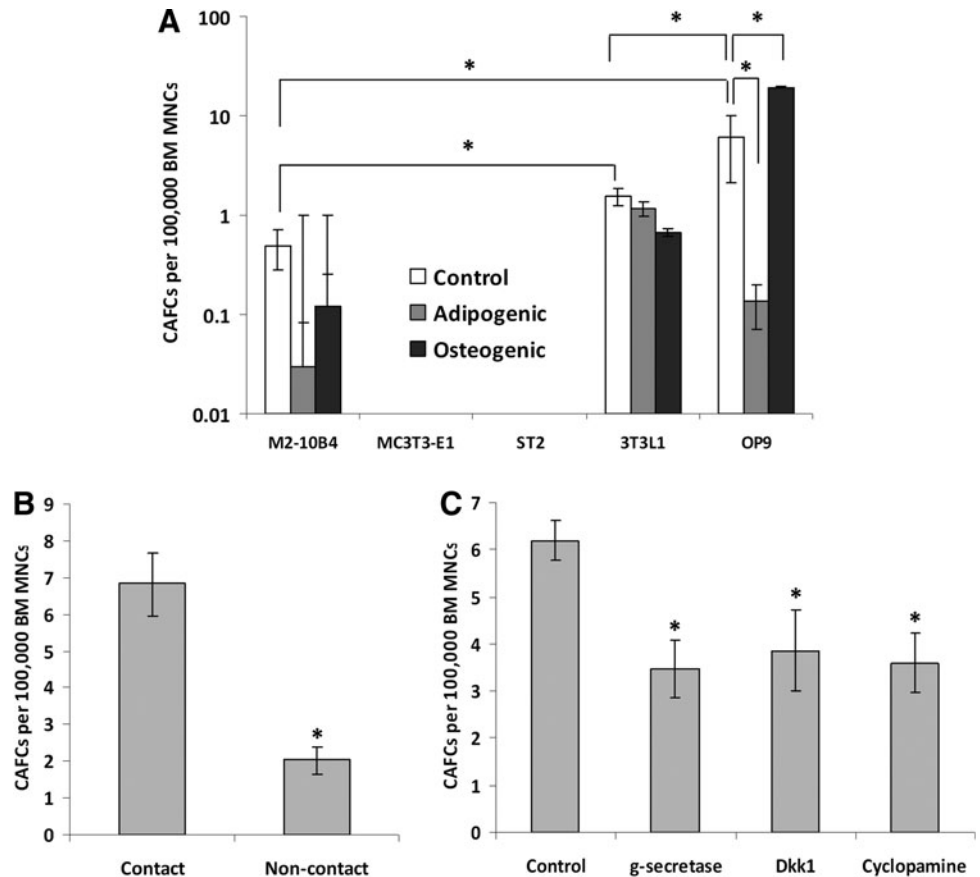 A
CAFCs per 100,000 BM MNCs
100
10
1
0.1
0.01
*
*
*
*
*
Control
Adipogenic
Osteogenic
M2-10B4 MC3T3-E1 ST2 3T3L1 OP9
B
CAFCs per 100,000 BM MNCs
9
8
7
6
5
4
3
2
1
0
*
Contact Non-contact
C
CAFCs per 100,000 BM MNCs
7
6
5
4
3
2
1
0
* * *
Control g-secretase Dkk1 Cyclopamine